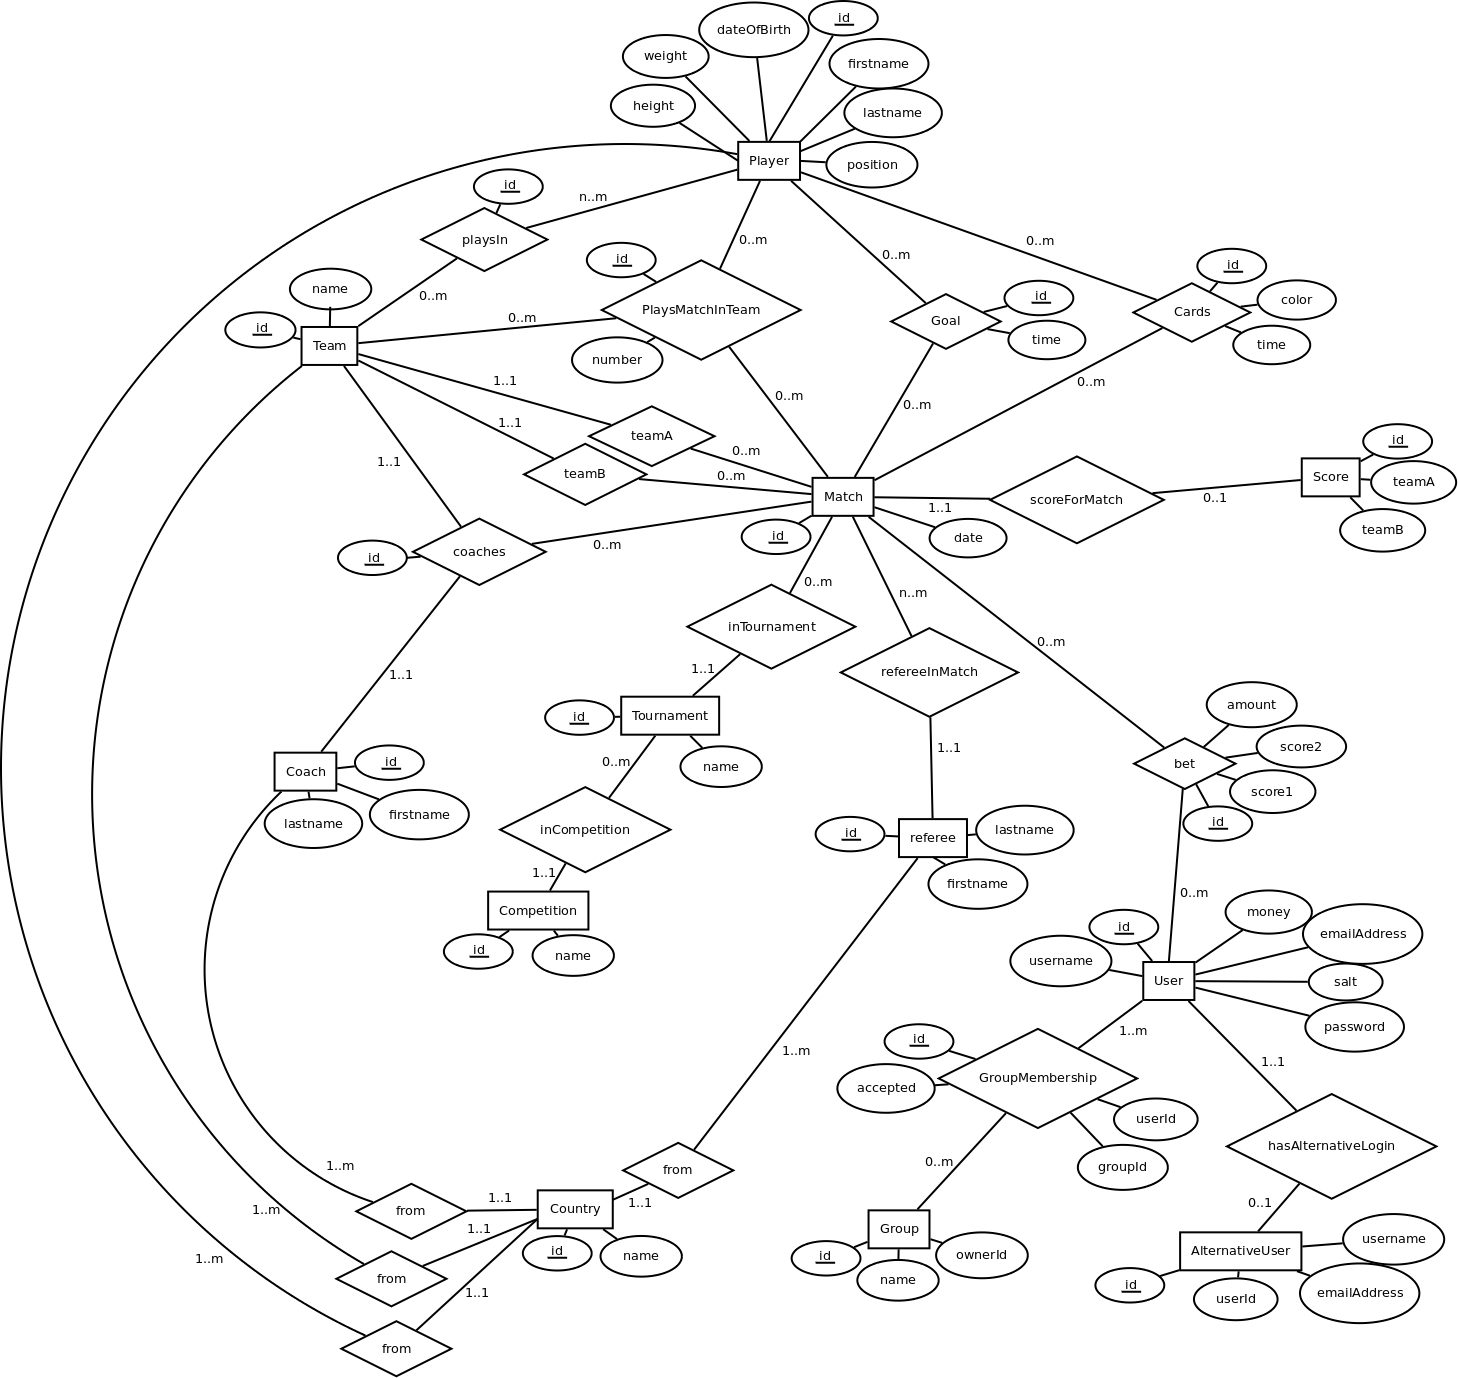 id
dateOfBirth
weight
firstname
height
lastname
Player
position
id
n..m
playsIn
0..m
0..m
0..m
0..m
id
id
name
0..m
id
color
id
PlaysMatchInTeam
Goal
Cards
0..m
id
Team
time
time
number
1..1
0..m
0..m
0..m
1..1
teamA
0..m
id
1..1
teamB
0..m
Score
teamA
Match
scoreForMatch
0..1
1..1
teamB
id
date
0..m
id
coaches
0..m
n..m
inTournament
0..m
1..1
1..1
refereeInMatch
amount
id
Tournament
1..1
score2
0..m
id
name
bet
Coach
score1
firstname
lastname
inCompetition
id
id
referee
lastname
1..1
firstname
0..m
Competition
money
id
emailAddress
id
name
username
User
salt
password
id
1..m
1..m
1..1
GroupMembership
accepted
userId
hasAlternativeLogin
1..m
from
groupId
0..m
1..1
1..1
0..1
from
Country
1..m
1..1
Group
id
name
ownerId
username
AlternativeUser
1..m
id
name
from
id
userId
emailAddress
1..1
from